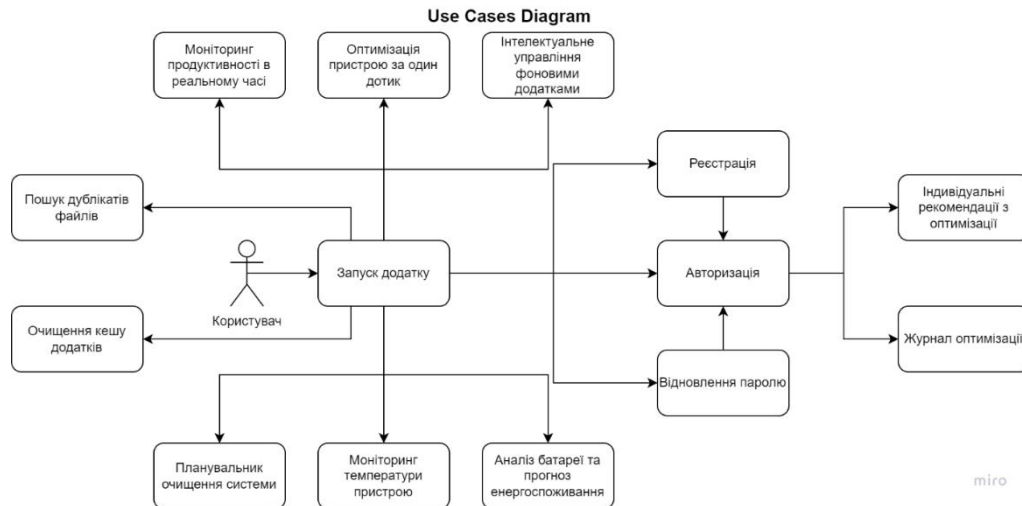 Use Cases Diagram
Моніторинг
продуктивності в
реальному часі
Оптимізація
пристрою за один
дотик
Інтелектуальне
управління
фоновими
додатками
Реєстрація
Пошук дублікатів
файлів
Індивідуальні
рекомендації з
оптимізації
Запуск додатку
Авторизація
Користувач
Очищення кешу
додатків
Журнал оптимізації
Відновлення паролю
Планувальник
очищення системи
Моніторинг
температури
пристрою
Аналіз батареї та
прогноз
енергоспоживання
miro